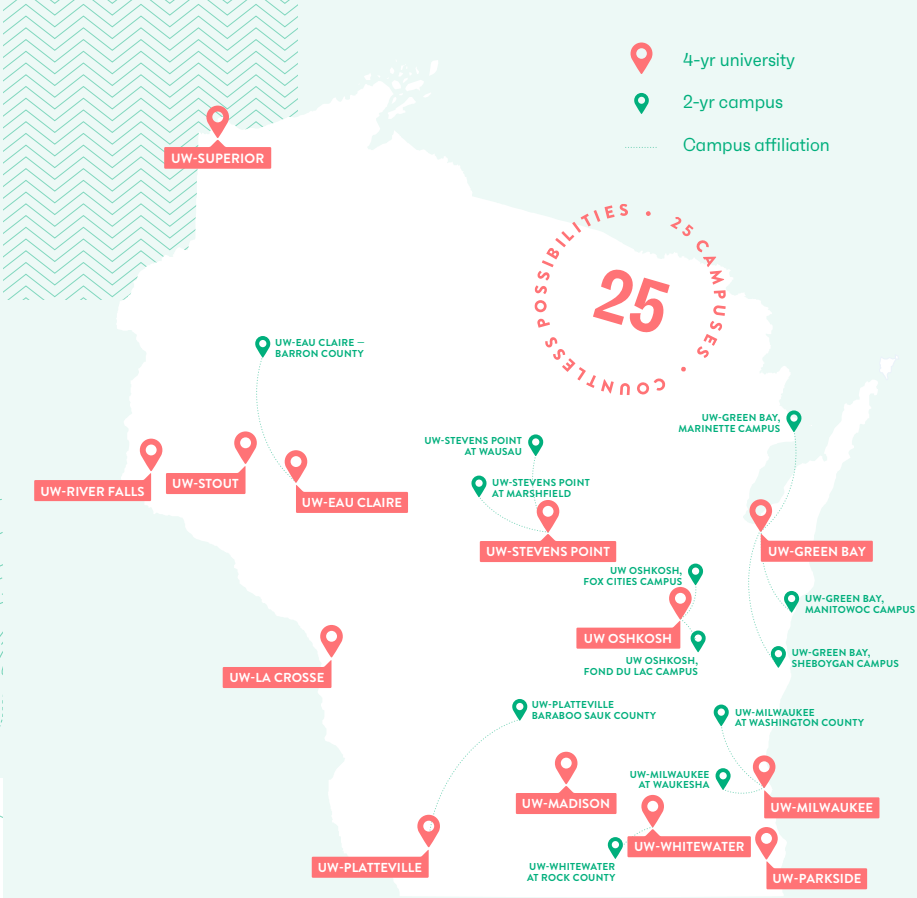 4-yr university
2-yr campus
Campus affiliation
UW-SUPERIOR
25 CAMPUSES • COUNTLESS POSSIBILITIES •
25
UW-EAU CLAIRE –
BARRON COUNTY
UW-GREEN BAY,
MARINETTE CAMPUS
UW-STEVENS POINT
AT WAUSAU
UW-RIVER FALLS
UW-STOUT
UW-EAU CLAIRE
UW-STEVENS POINT
AT MARSHFIELD
UW-STEVENS POINT
UW-GREEN BAY
UW OSHKOSH,
FOX CITIES CAMPUS
UW-GREEN BAY,
MANITOWOC CAMPUS
UW OSHKOSH
UW-GREEN BAY,
SHEBOYGAN CAMPUS
UW OSHKOSH,
FOND DU LAC CAMPUS
UW-LA CROSSE
UW-PLATTEVILLE
BARABOO SAUK COUNTY
UW-MILWAUKEE
AT WASHINGTON COUNTY
UW-MILWAUKEE
AT WAUKESHA
UW-MADISON
UW-MILWAUKEE
UW-WHITEWATER
UW-PLATTEVILLE
UW-WHITEWATER
AT ROCK COUNTY
UW-PARKSIDE